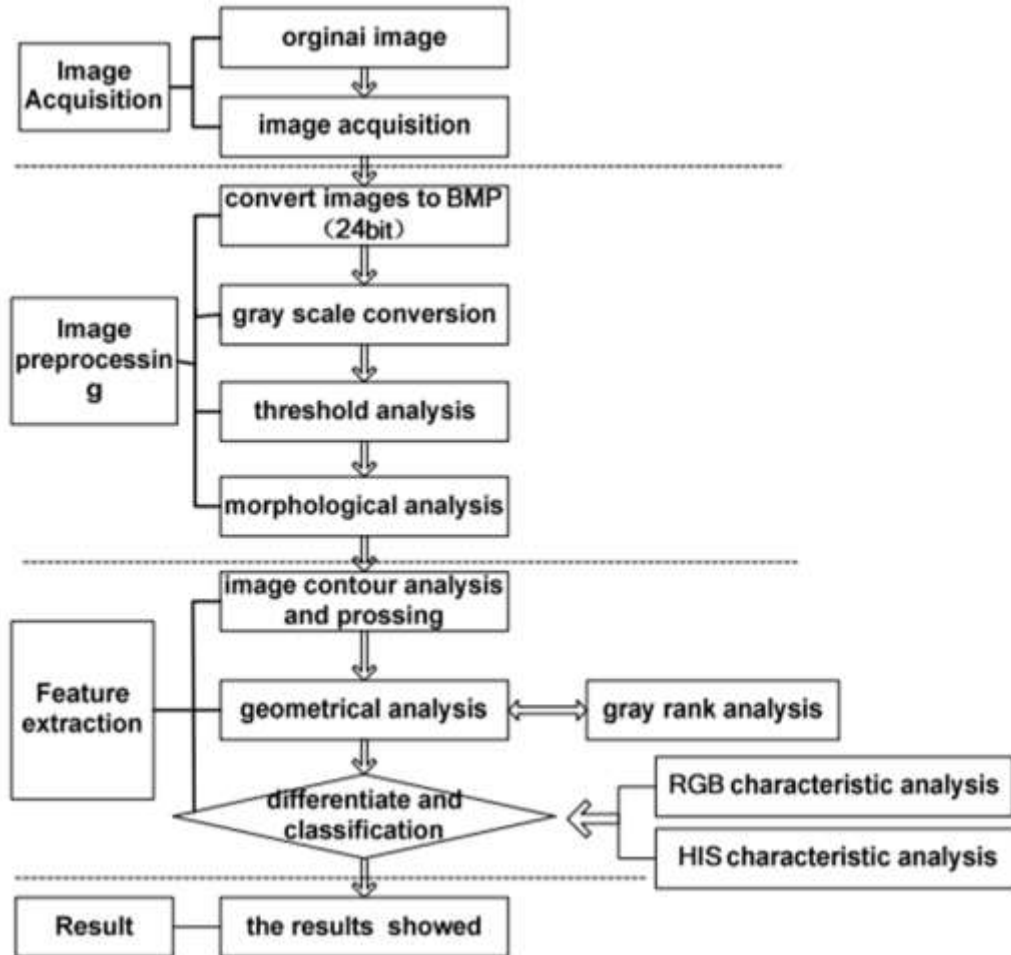 orginai image
Image
Acquisition
image acquisition
convert images to BMP
（24bit）
gray scale conversion
Image
preprocessin
g
threshold analysis
morphological analysis
image contour analysis
and prossing
Feature
extraction
geometrical analysis
gray rank analysis
differentiate and
classification
RGB characteristic analysis
HIS characteristic analysis
Result
the results showed